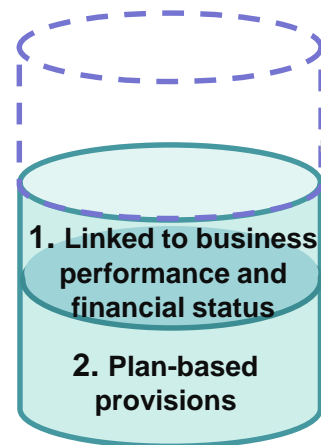 1. Linked to business
performance and
financial status
2. Plan-based
provisions